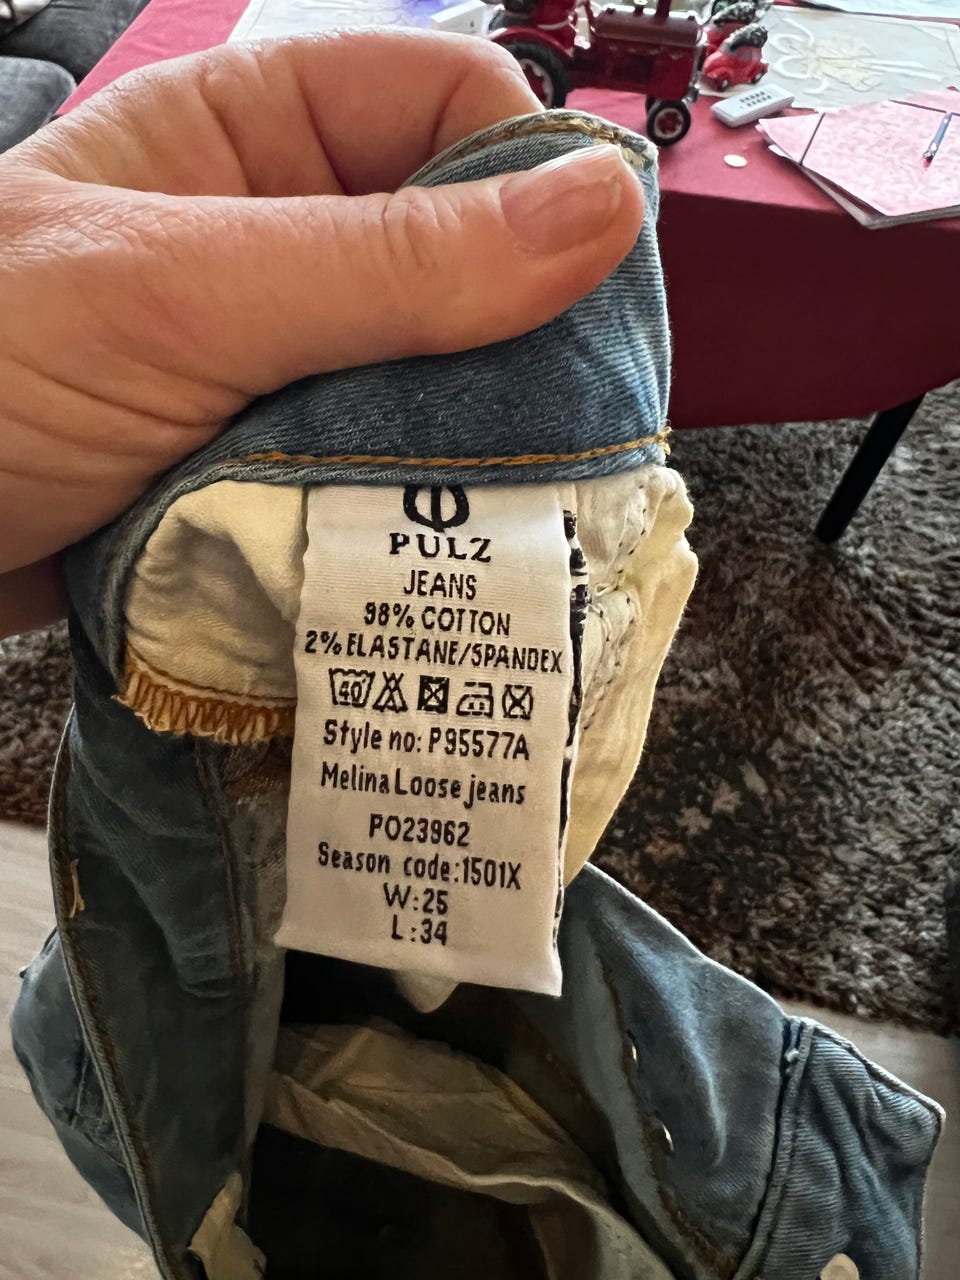 PULZ
JEANS
98% COTTON
2% ELASTANE/SPANDEX
40
Style no: P95577A
Melina Loose jeans
PO23962
Season code:1501X
W:25
L:34